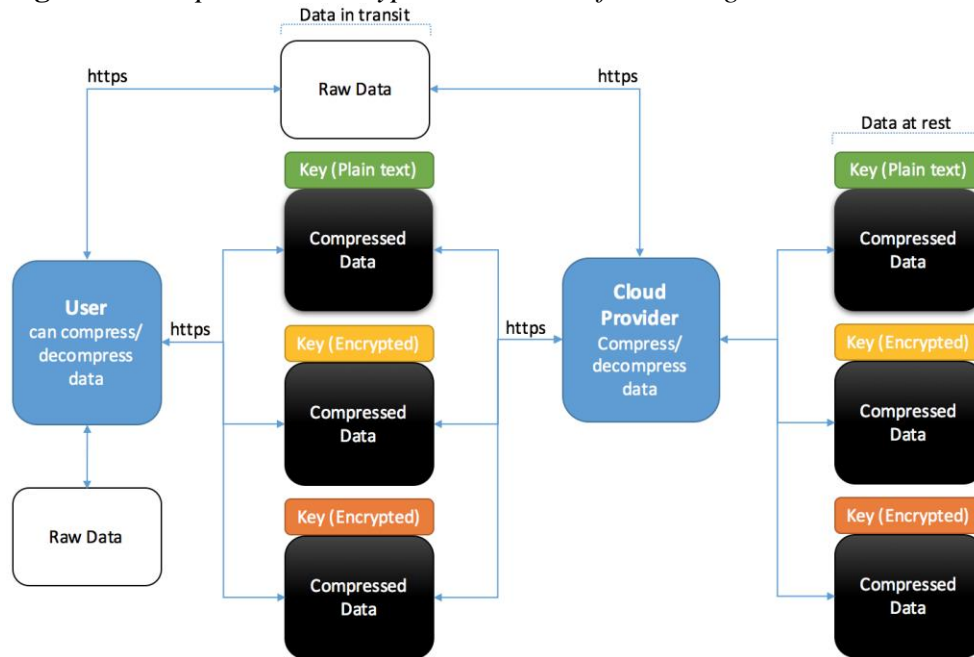 Data in transit
https
Raw Data
https
Data at rest
Key (Plain text)
Key (Plain text)
Compressed
Data
Compressed
Data
User
can compress/
decompress
data
https
https
Cloud
Provider
Compress/
decompress
data
Key (Encrypted)
Key (Encrypted)
Compressed
Data
Compressed
Data
Raw Data
Key (Encrypted)
Key (Encrypted)
Compressed
Data
Compressed
Data